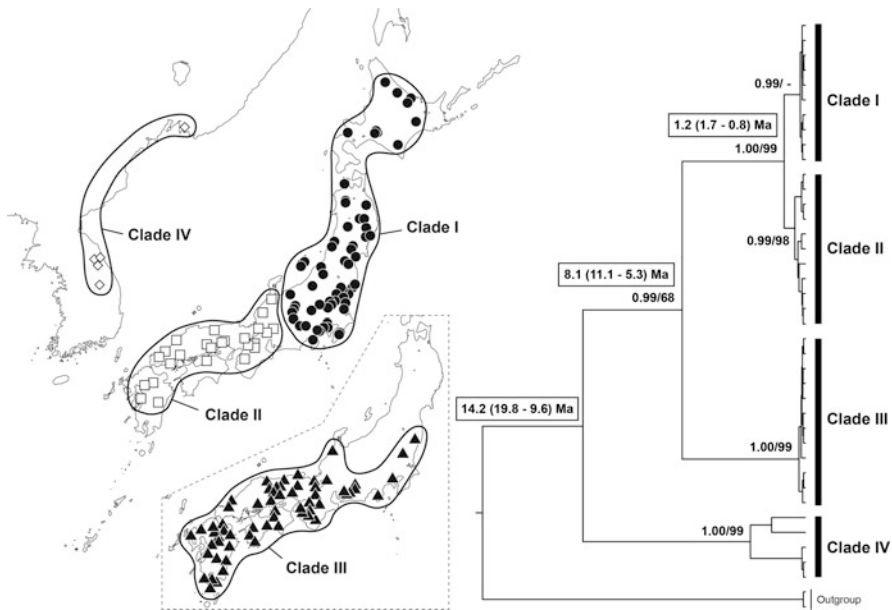 Clade IV
Clade I
Clade II
Clade III
0.99/ -
1.2 (1.7 - 0.8) Ma
1.00/99
0.99/98
8.1 (11.1 - 5.3) Ma
0.99/68
14.2 (19.8 - 9.6) Ma
1.00/99
1.00/99
Clade I
Clade II
Clade III
Clade IV
Outgroup